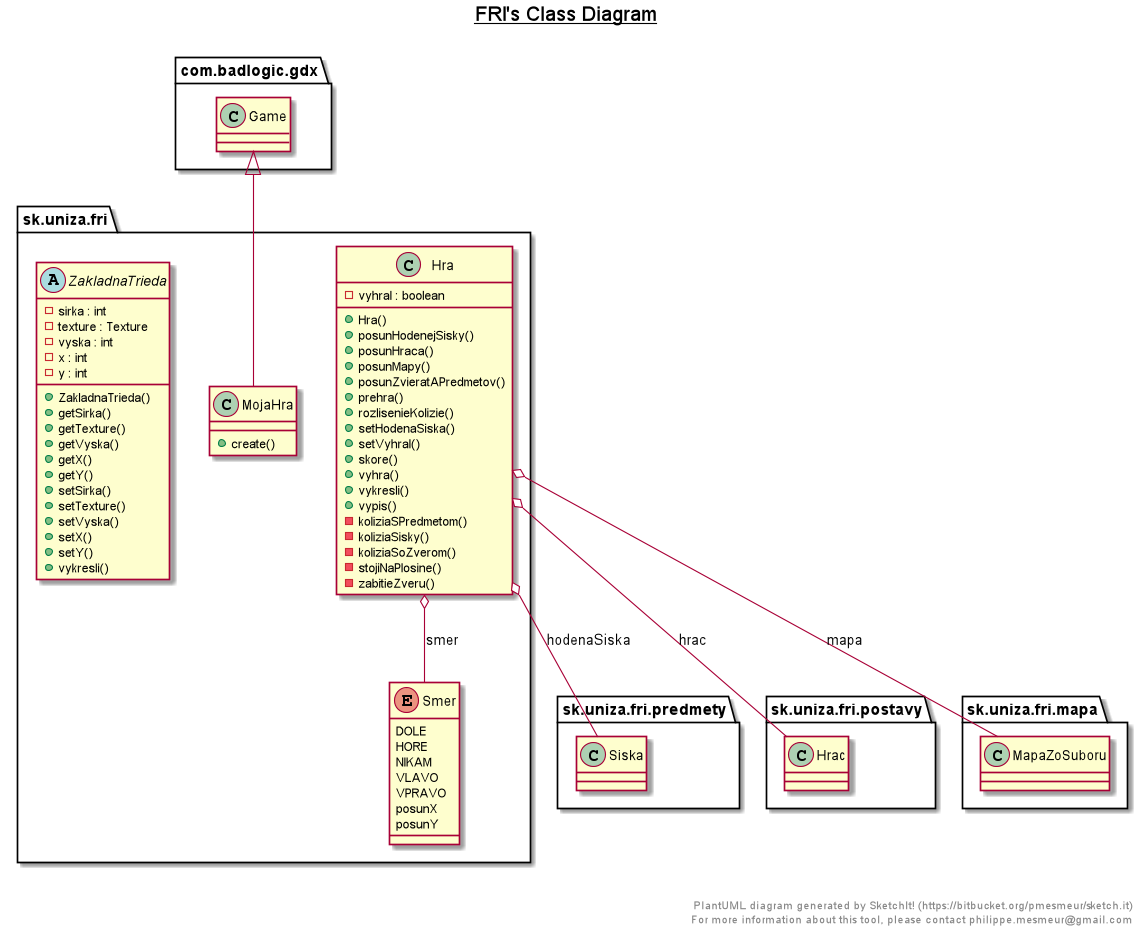 FRI's Class Diagram
com.badlogic.gdx
C Game
sk.uniza.fri
A ZakladnaTrieda
sirka : int
texture : Texture
vyska : int
x : int
y : int
ZakladnaTrieda()
getSirka()
getTexture()
getVyska()
getX()
getY()
setSirka()
setTexture()
setVyska()
setX()
setY()
vykresli()
C MojaHra
create()
C Hra
vyhral : boolean
Hra()
posunHodenejSisky()
posunHraca()
posunMapy()
posunZvieratAPredmetov()
prehra()
rozlisenieKolizie()
setHodenaSiska()
setVyhral()
skore()
vyhra()
vykresli()
vypis()
koliziaSPredmetom()
koliziaSisky()
koliziaSoZverom()
stojiNaPlosine()
zabitieZveru()
smer
hodenaSiska
hrac
mapa
E Smer
DOLE
HORE
NIKAM
VLAVO
VPRAVO
posunX
posunY
sk.uniza.fri.predmety
C Siska
sk.uniza.fri.postavy
C Hrac
sk.uniza.fri.mapa
C MapaZoSuboru
PlantUML diagram generated by SketchIt! (https://bitbucket.org/pmesmeur/sketch.it)
For more information about this tool, please contact philippe.mesmeur@gmail.com